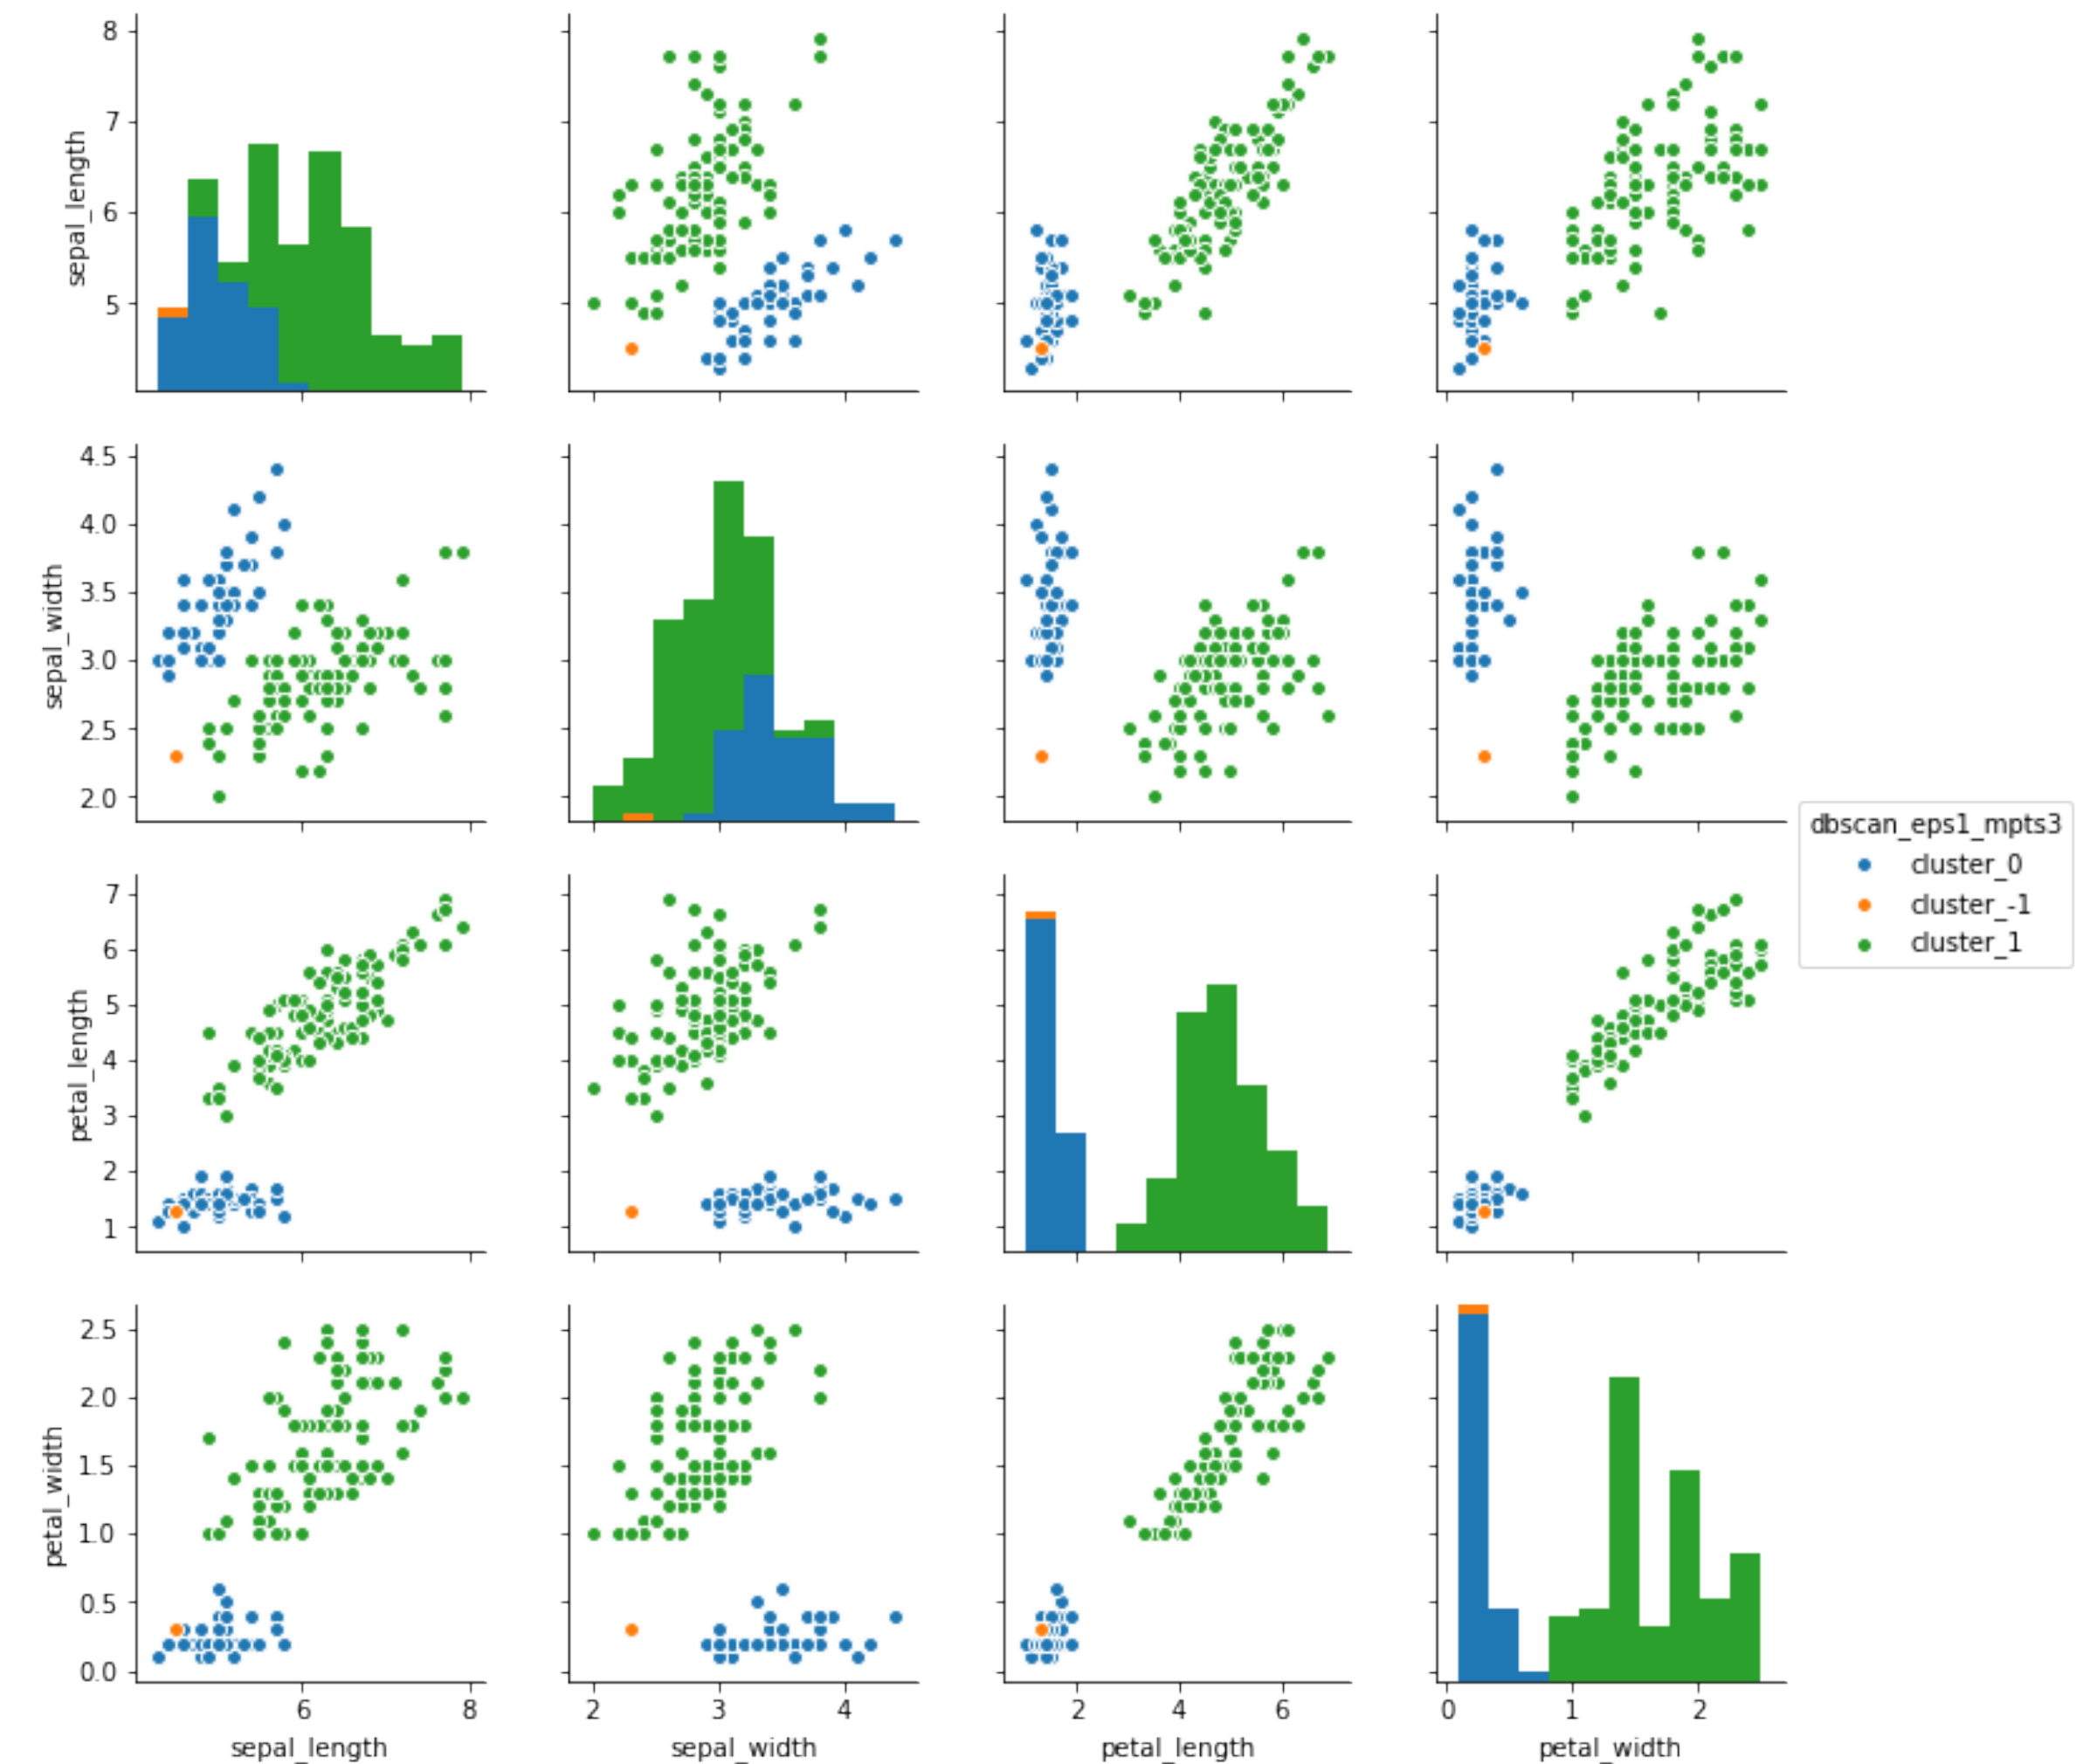 8
7
6
5
sepal_length
4.5
4.0
3.5
3.0
2.5
2.0
sepal_width
dbscan_eps1_mpts3
cluster_0
cluster_-1
cluster_1
7
6
5
4
3
2
1
petal_length
2.5
2.0
1.5
1.0
0.5
0.0
petal_width
6 8
sepal_length
2 3 4
sepal_width
2 4 6
petal_length
0 1 2
petal_width